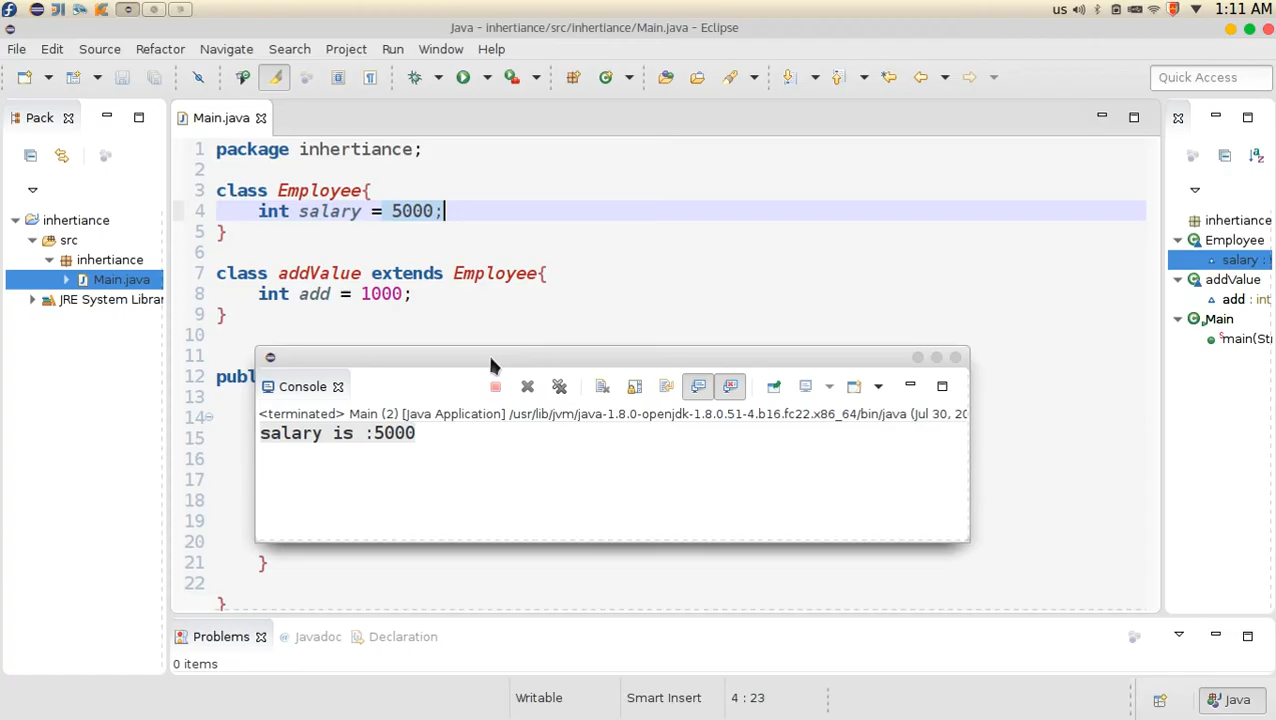 us 1:11 AM
Java - inhertiance/src/inhertiance/Main.java - Eclipse
File Edit Source Refactor Navigate Search Project Run Window Help
Quick Access
Pack
Main.java
1 package inhertiance;
2
3 class Employee{
4 int salary = 5000;
5 }
6
7 class addValue extends Employee{
8 int add = 1000;
9 }
10
11
12 publ
13
14
15
16
17
18
19
20
21 }
22
}
inhertiance
src
inhertiance
Main.java
JRE System Librar
Console
<terminated> Main (2) [Java Application] /usr/lib/jvm/java-1.8.0-openjdk-1.8.0.51-4.b16.fc22.x86_64/bin/java (Jul 30, 20
salary is :5000
inhertiance
Employee
salary :
addValue
add : int
Main
main(Str
Problems Javadoc Declaration
0 items
Writable Smart Insert 4 : 23 Java